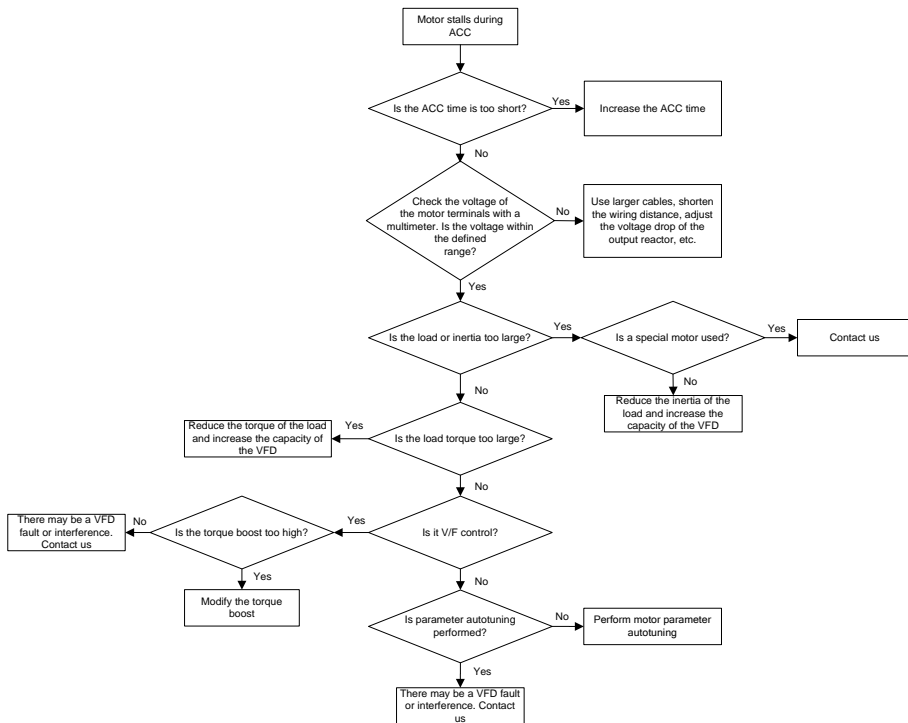 Motor stalls during
ACC
Is the ACC time is too short?
Yes
Increase the ACC time
No
Check the voltage of
the motor terminals with a
multimeter. Is the voltage within
the defined
range?
No
Use larger cables, shorten
the wiring distance, adjust
the voltage drop of the
output reactor, etc.
Yes
Is the load or inertia too large?
Yes
Is a special motor used?
Yes
Contact us
No
Reduce the inertia of the
load and increase the
capacity of the VFD
No
Is the load torque too large?
Yes
Reduce the torque of the load
and increase the capacity of
the VFD
No
Is it V/F control?
Yes
Is the torque boost too high?
No
There may be a VFD
fault or interference.
Contact us
Yes
Modify the torque
boost
No
Is parameter autotuning
performed?
No
Perform motor parameter
autotuning
Yes
There may be a VFD fault
or interference. Contact
us